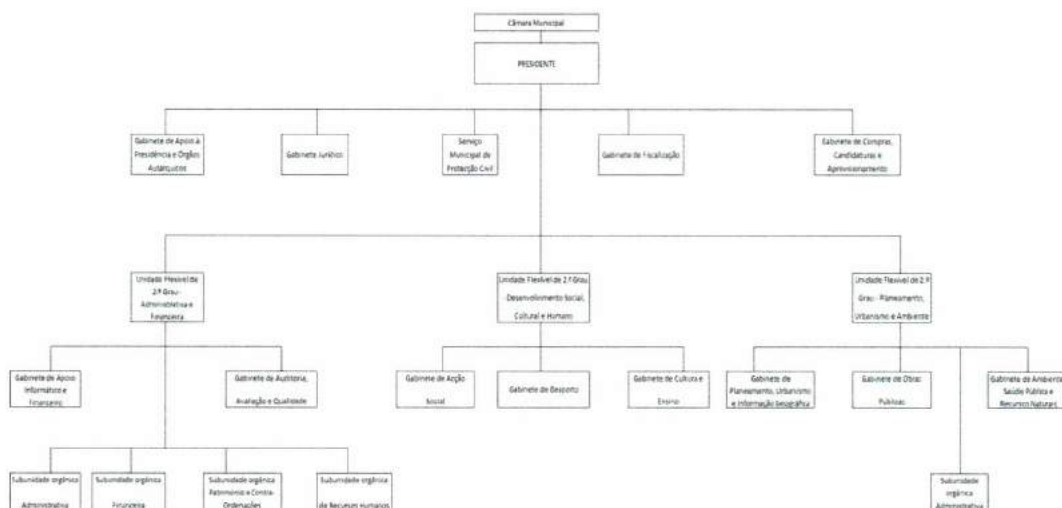 Câmara Municipal
PRESIDENTE
Gabinete de Apoio à
Presidência e Órgãos
Autárquicos
Gabinete Jurídico
Serviço
Municipal de
Protecção Civil
Gabinete de Fiscalização
Gabinete de Compras,
Candidaturas e
Aprovisionamento
Unidade Flexível de
2.º Grau -
Administrativa e
Financeira
Unidade Flexível de 2.º Grau
- Desenvolvimento Social,
Cultural e Humano
Unidade Flexível de 2.º
Grau - Planeamento,
Urbanismo e Ambiente
Gabinete de Apoio
Informático e
Financeiro
Gabinete de Auditoria,
Avaliação e Qualidade
Gabinete de Acção
Social
Gabinete de Desporto
Gabinete de Cultura e
Ensino
Gabinete de
Planeamento, Urbanismo
e Informação Geográfica
Gabinete de Obras
Públicas
Gabinete de Ambiente,
Saúde Pública e
Recursos Naturais
Subunidade orgânica
Administrativa
Subunidade orgânica
Financeira
Subunidade orgânica
Património e Contra-
Ordenações
Subunidade orgânica
de Recursos Humanos
Subunidade
orgânica
Administrativa